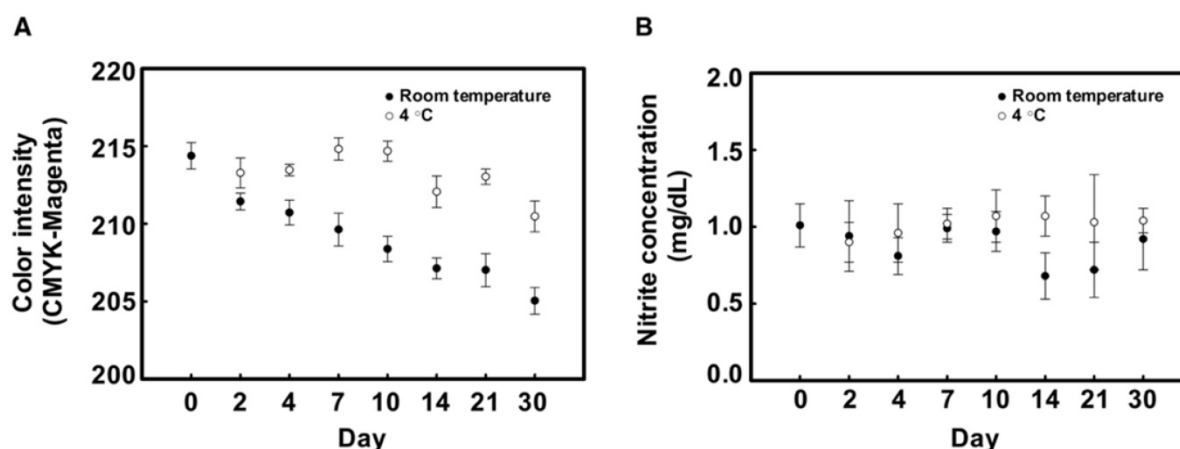 A
220
215
210
205
200
Color intensity
(CMYK-Magenta)
Room temperature
4 °C
0 2 4 7 10 14 21 30
Day
B
2.0
1.5
1.0
0.5
0.0
Nitrite concentration
(mg/dL)
Room temperature
4 °C
0 2 4 7 10 14 21 30
Day